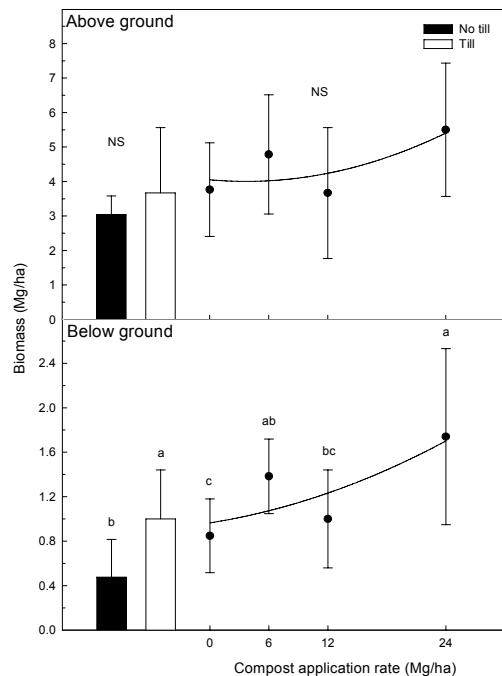 Above ground
No till
Till
8
7
6
5
4
3
2
1
0
NS
NS
Biomass (Mg/ha)
Below ground
2.4
2.0
1.6
1.2
0.8
0.4
0.0
b
a
c
ab
bc
a
0 6 12 24
Compost application rate (Mg/ha)